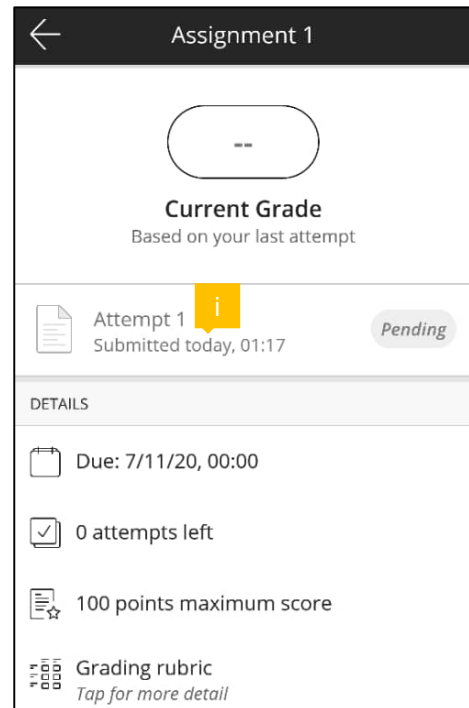 Assignment 1
--
Current Grade
Based on your last attempt
i
Attempt 1
Submitted today, 01:17
Pending
DETAILS
Due: 7/11/20, 00:00
0 attempts left
100 points maximum score
Grading rubric
Tap for more detail